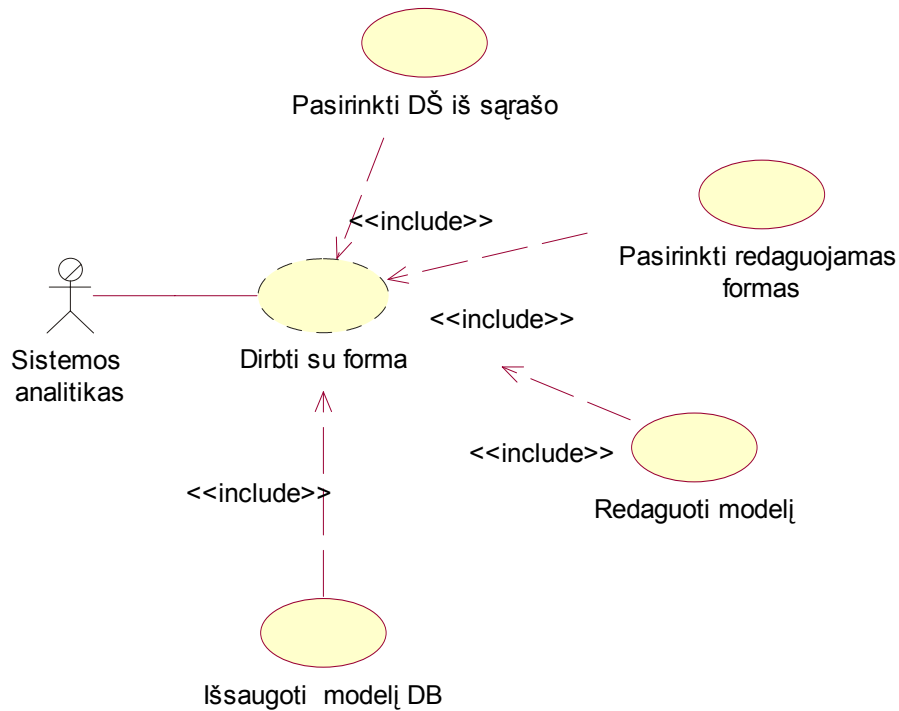 Pasirinkti DŠ iš sąrašo
<<include>>
Pasirinkti redaguojamas
formas
<<include>>
Sistemos
analitikas
Dirbti su forma
<<include>>
Redaguoti modelį
<<include>>
Išsaugoti modelį DB